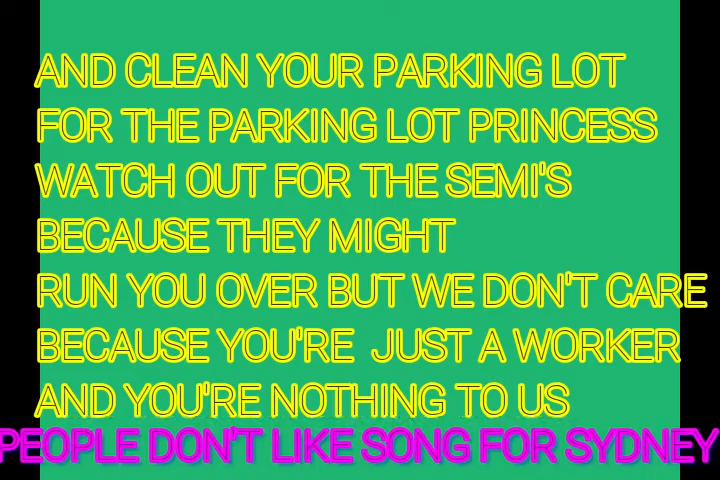 AND CLEAN YOUR PARKING LOT
FOR THE PARKING LOT PRINCESS
WATCH OUT FOR THE SEMI'S
BECAUSE THEY MIGHT
RUN YOU OVER BUT WE DON'T CARE
BECAUSE YOU'RE JUST A WORKER
AND YOU'RE NOTHING TO US
PEOPLE DON'T LIKE SONG FOR SYDNEY